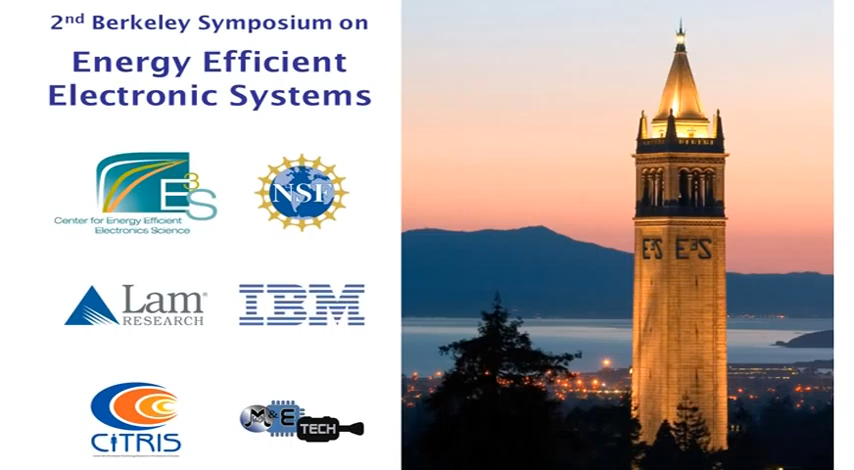 2nd Berkeley Symposium on
Energy Efficient
Electronic Systems
E3S
Center for Energy Efficient
Electronics Science
NSF
Lam®
RESEARCH
IBM
CiTRIS
M&E
TECH
E3S E3S